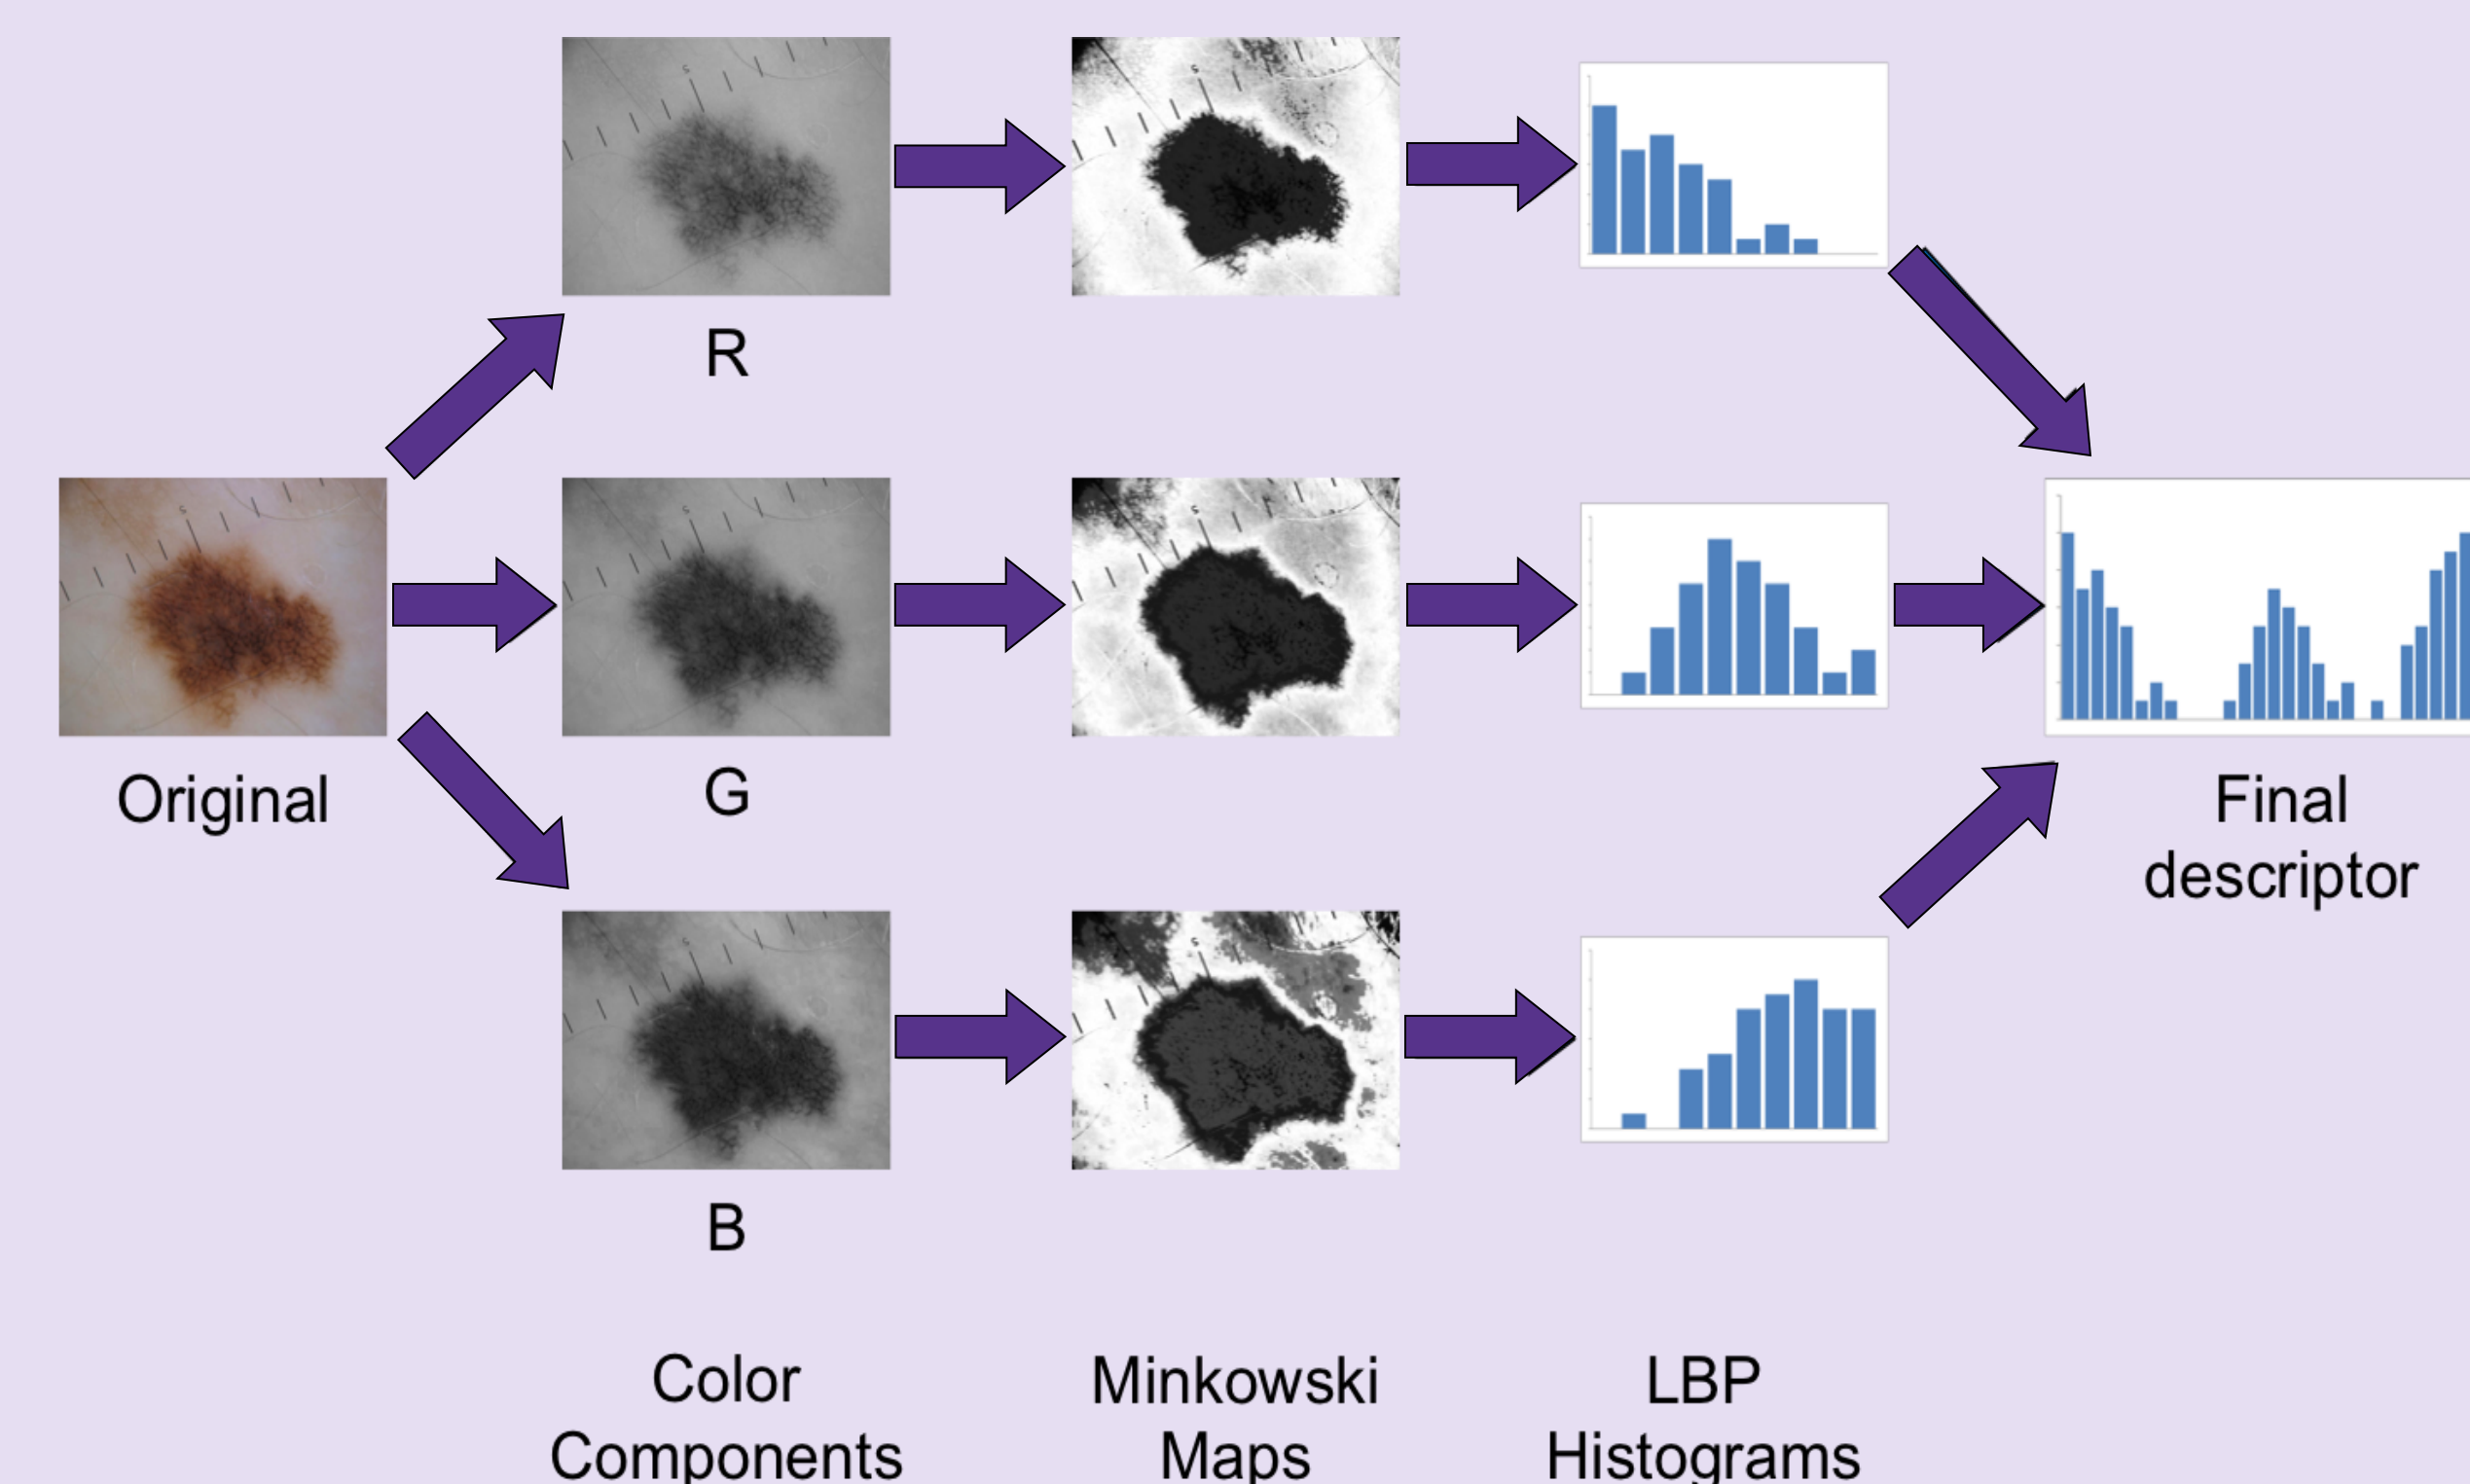 R
Original
G
Final
descriptor
B
Color
Components
Minkowski
Maps
LBP
Histograms